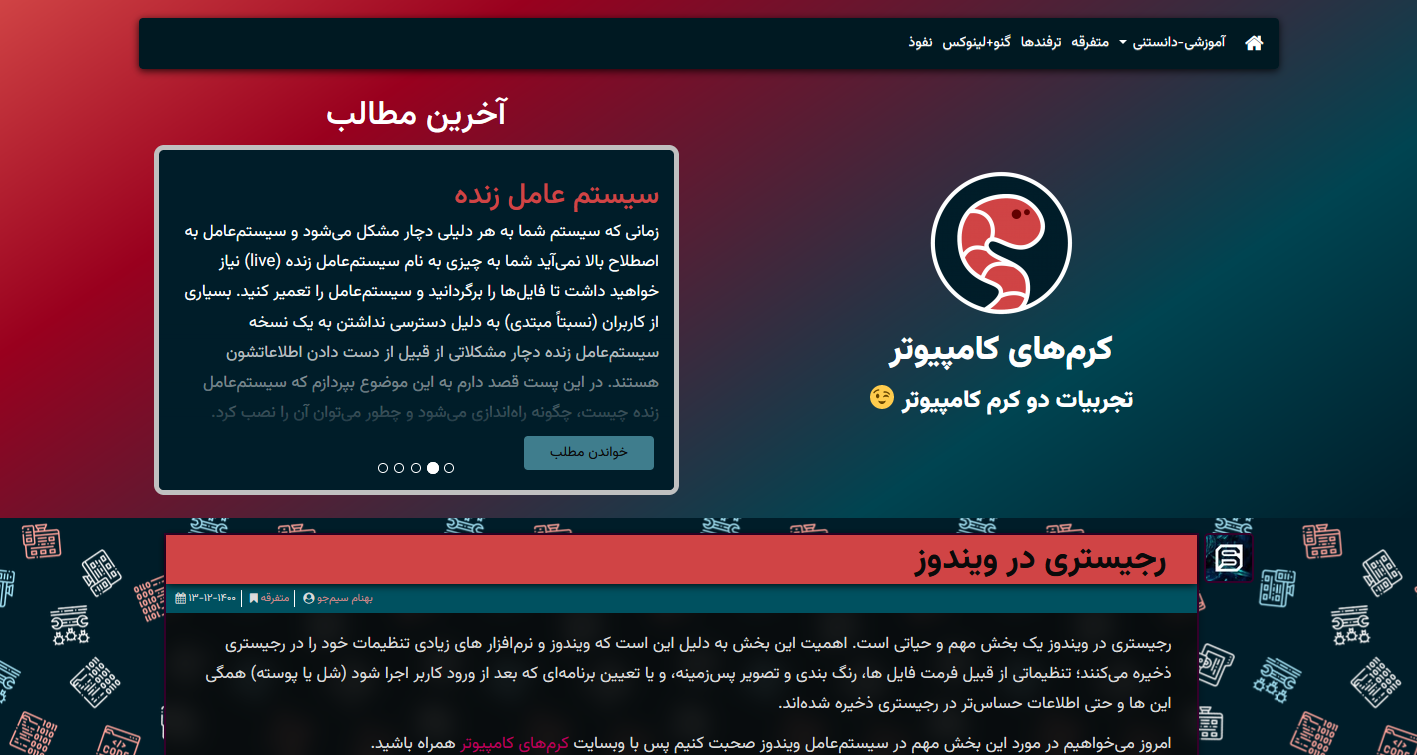 آموزشی-دانستنی متفرقه ترفندها گنو+لینوکس نفوذ
آخرین مطالب
سیستم عامل زنده
زمانی که سیستم شما به هر دلیلی دچار مشکل می‌شود و سیستم‌عامل به
اصطلاح بالا نمی‌آید شما به چیزی به نام سیستم‌عامل زنده (live) نیاز
خواهید داشت تا فایل‌ها را برگردانید و سیستم‌عامل را تعمیر کنید. بسیاری
از کاربران (نسبتاً مبتدی) به دلیل دسترسی نداشتن به یک نسخه
سیستم‌عامل زنده دچار مشکلاتی از قبیل از دست دادن اطلاعاتشون
هستند. در این پست قصد دارم به این موضوع بپردازم که سیستم‌عامل
زنده چیست، چگونه راه‌اندازی می‌شود و چطور می‌توان آن را نصب کرد.
خواندن مطلب
کرم‌های کامپیوتر
تجربیات دو کرم کامپیوتر 😉
رجیستری در ویندوز
بهنام سیم‌جو | متفرقه | ۱۴۰۰-۱۲-۱۳
رجیستری در ویندوز یک بخش مهم و حیاتی است. اهمیت این بخش به دلیل این است که ویندوز و نرم‌افزار های زیادی تنظیمات خود را در رجیستری
ذخیره می‌کنند؛ تنظیماتی از قبیل فرمت فایل ها، رنگ بندی و تصویر پس‌زمینه، و یا تعیین برنامه‌ای که بعد از ورود کاربر اجرا شود (شل یا پوسته) همگی
این ها و حتی اطلاعات حساس‌تر در رجیستری ذخیره شده‌اند.
امروز می‌خواهیم در مورد این بخش مهم در سیستم‌عامل ویندوز صحبت کنیم پس با وبسایت کرم‌های کامپیوتر همراه باشید.